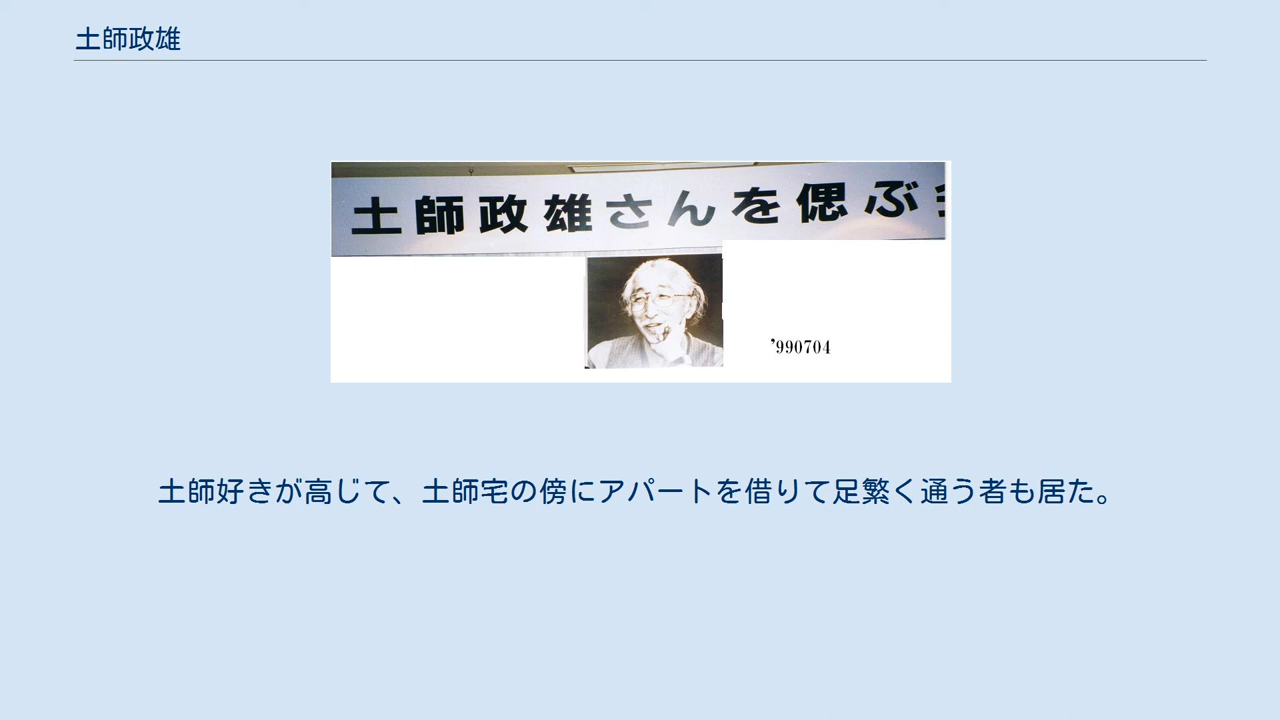 土師政雄
土師政雄さんを偲ぶ
'990704
土師好きが高じて、土師宅の傍にアパートを借りて足繁く通う者も居た。